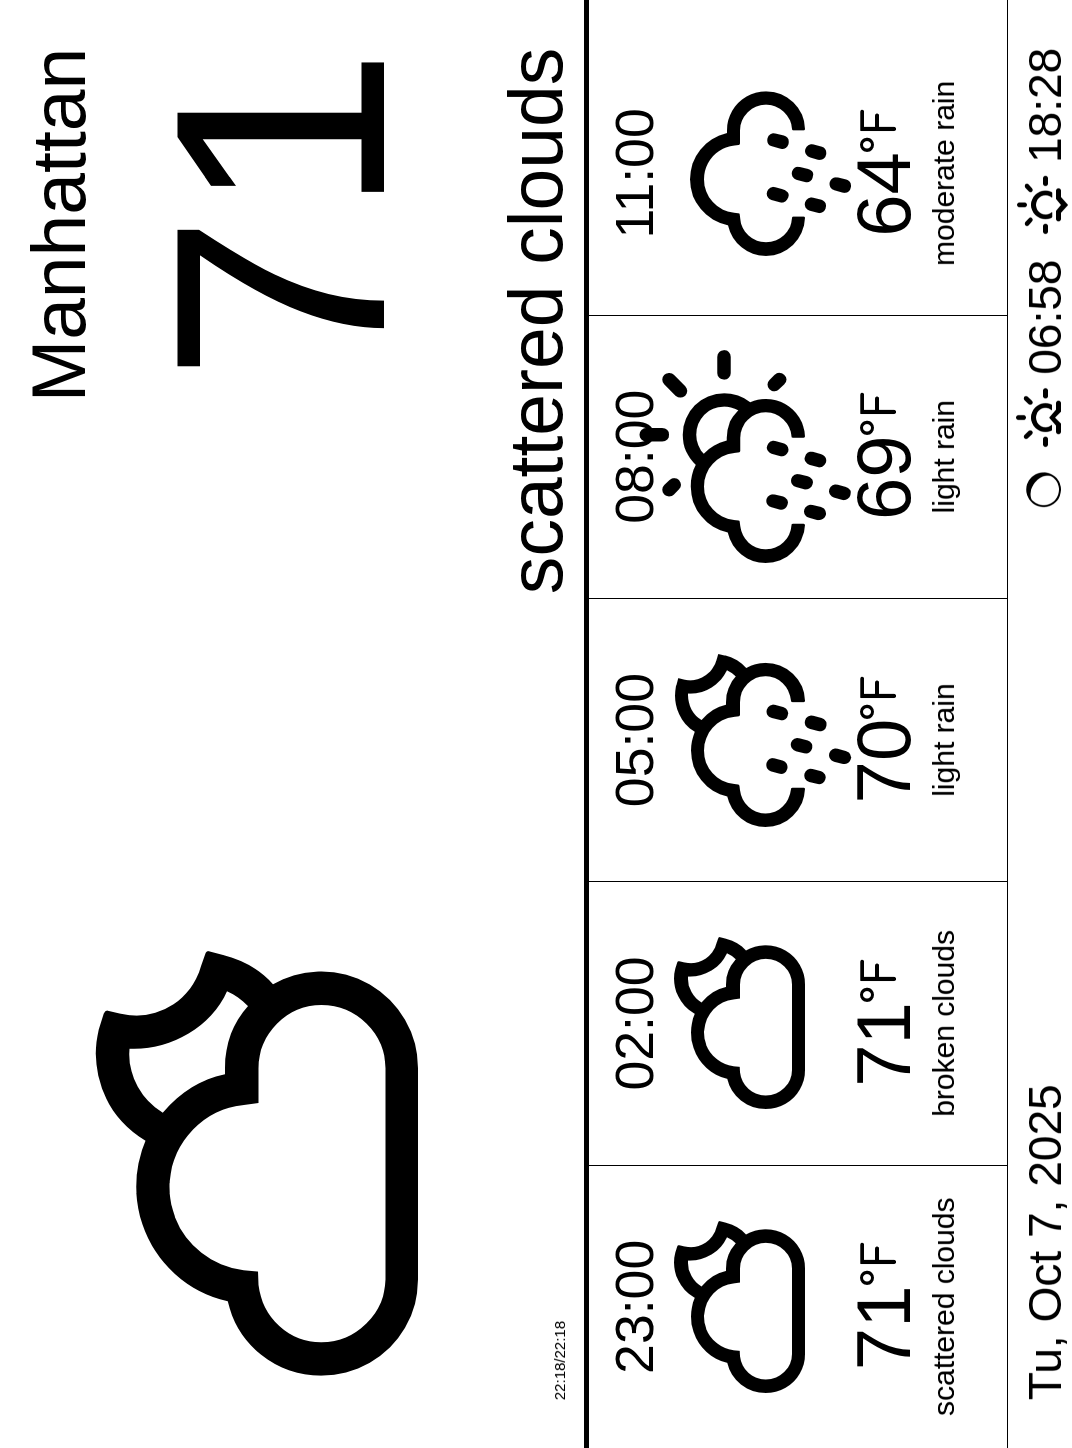 Manhattan
71
scattered clouds
22:18/22:18
23:00
71°F
scattered clouds
02:00
71°F
broken clouds
05:00
70°F
light rain
08:00
69°F
light rain
11:00
64°F
moderate rain
Tu, Oct 7, 2025
06:58 18:28